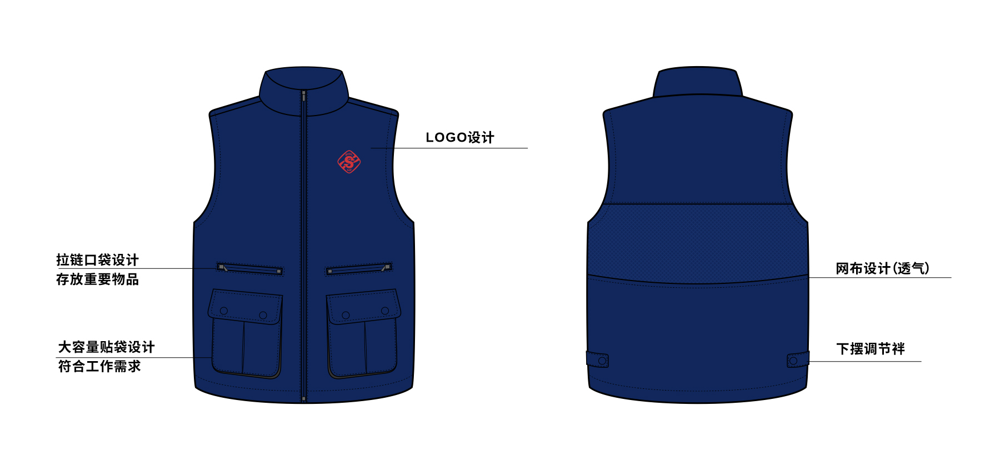 LOGO设计
拉链口袋设计
存放重要物品
网布设计(透气)
大容量贴袋设计
符合工作需求
下摆调节袢